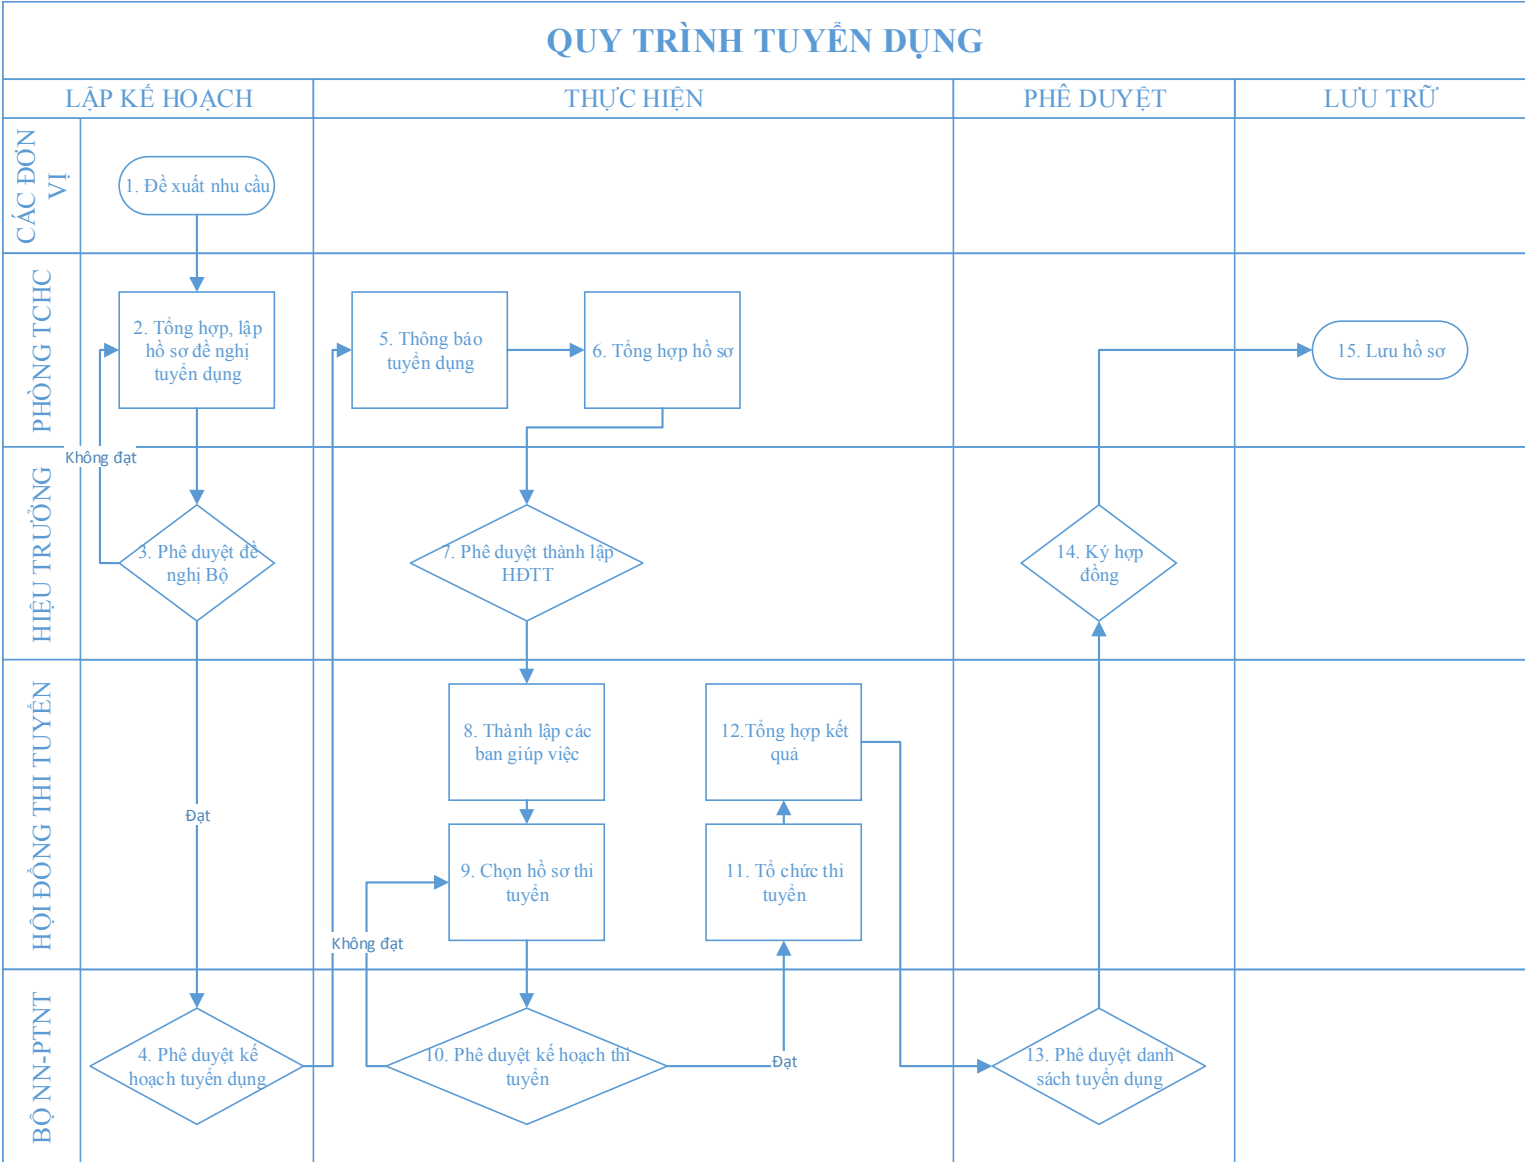 QUY TRÌNH TUYỂN DỤNG
LẬP KẾ HOẠCH
THỰC HIỆN
PHÊ DUYỆT
LƯU TRỮ
CÁC ĐƠN
VỊ
1. Đề xuất nhu cầu
PHÒNG TCHC
2. Tổng hợp, lập
hồ sơ đề nghị
tuyển dụng
5. Thông báo
tuyển dụng
6. Tổng hợp hồ sơ
15. Lưu hồ sơ
Không đạt
HIỆU TRƯỞNG
3. Phê duyệt đề
nghị Bộ
7. Phê duyệt thành lập
HĐTT
14. Ký hợp
đồng
HỘI ĐỒNG THI TUYỂN
8. Thành lập các
ban giúp việc
12.Tổng hợp kết
quả
Đạt
9. Chọn hồ sơ thi
tuyển
11. Tổ chức thi
tuyển
Không đạt
BỘ NN-PTNT
4. Phê duyệt kế
hoạch tuyển dụng
10. Phê duyệt kế hoạch thi
tuyển
Đạt
13. Phê duyệt danh
sách tuyển dụng